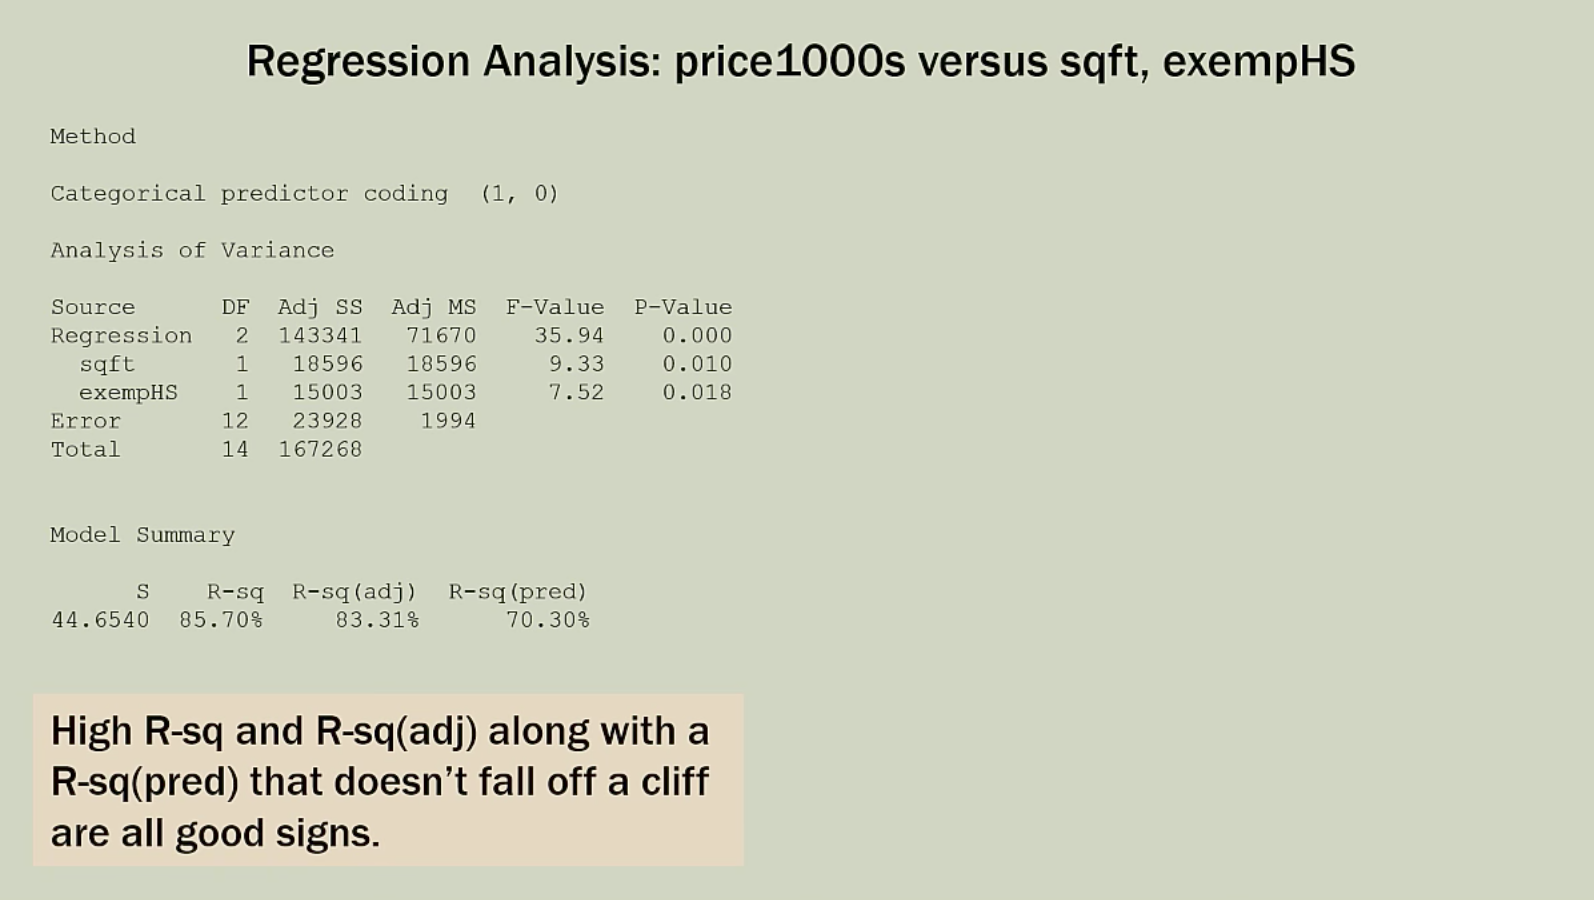 Regression Analysis: price1000s versus sqft, exempHS
Method
Categorical predictor coding  (1, 0)
Analysis of Variance
Source      DF  Adj SS  Adj MS  F-Value  P-Value
Regression   2  143341   71670    35.94    0.000
  sqft       1   18596   18596     9.33    0.010
  exempHS    1   15003   15003     7.52    0.018
Error       12   23928    1994
Total       14  167268
Model Summary
      S    R-sq  R-sq(adj)  R-sq(pred)
44.6540  85.70%     83.31%      70.30%
High R-sq and R-sq(adj) along with a
R-sq(pred) that doesn’t fall off a cliff
are all good signs.